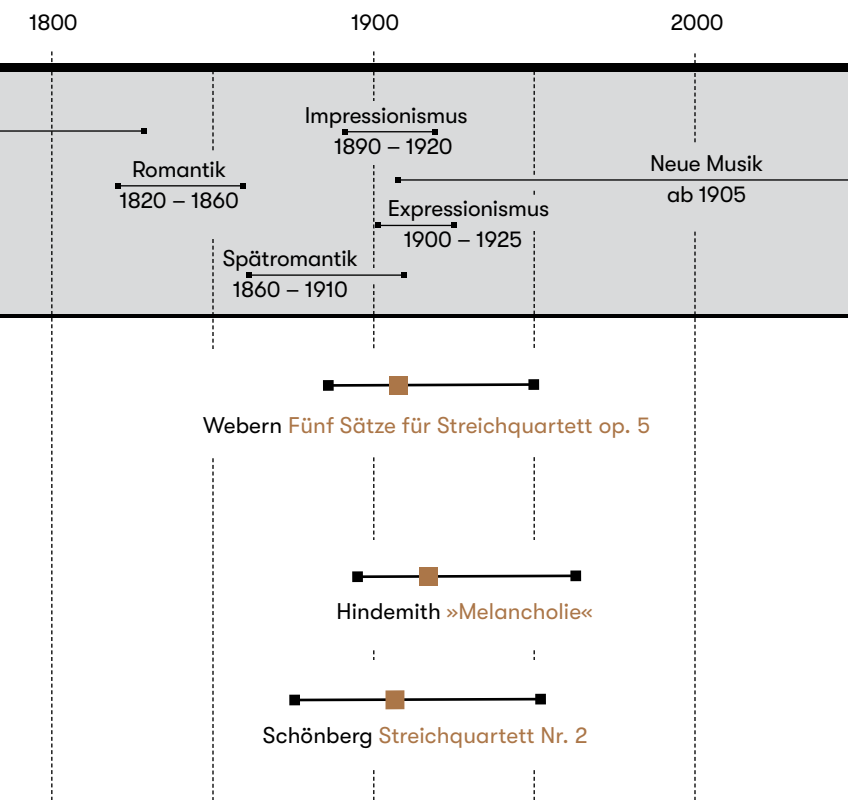 1800 1900 2000
Impressionismus
1890 – 1920
Romantik
1820 – 1860
Neue Musik
ab 1905
Expressionismus
1900 – 1925
Spätromantik
1860 – 1910
Webern Fünf Sätze für Streichquartett op. 5
Hindemith »Melancholie«
Schönberg Streichquartett Nr. 2